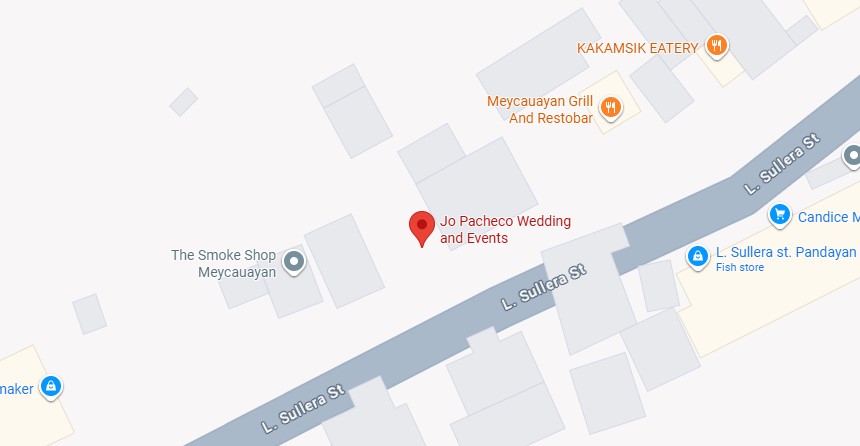 KAKAMSIK EATERY
Meycauayan Grill
And Restobar
L. Sullera St
Jo Pacheco Wedding
and Events
Candice M
The Smoke Shop
Meycauayan
L. Sullera st. Pandayan
Fish store
L. Sullera St
maker
L. Sullera St